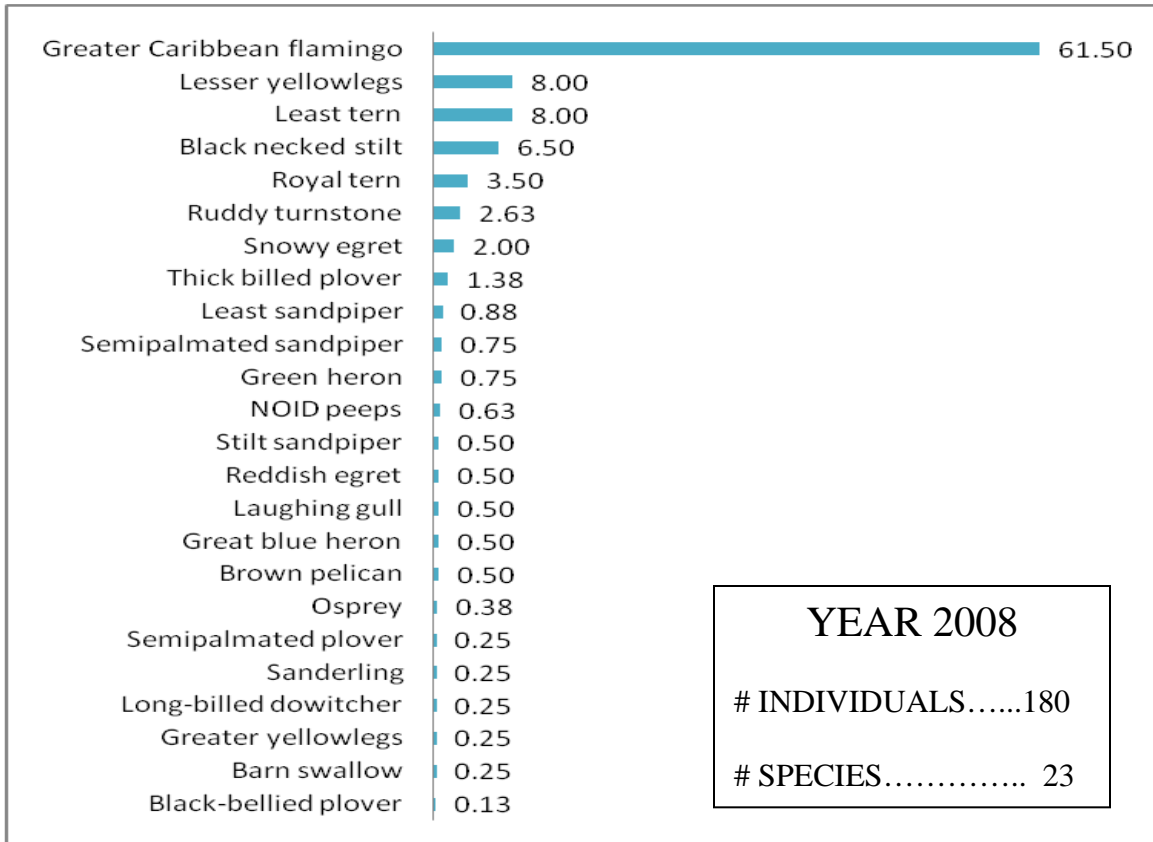 Greater Caribbean flamingo 61.50
Lesser yellowlegs 8.00
Least tern 8.00
Black necked stilt 6.50
Royal tern 3.50
Ruddy turnstone 2.63
Snowy egret 2.00
Thick billed plover 1.38
Least sandpiper 0.88
Semipalmated sandpiper 0.75
Green heron 0.75
NOID peeps 0.63
Stilt sandpiper 0.50
Reddish egret 0.50
Laughing gull 0.50
Great blue heron 0.50
Brown pelican 0.50
Osprey 0.38
Semipalmated plover 0.25
Sanderling 0.25
Long-billed dowitcher 0.25
Greater yellowlegs 0.25
Barn swallow 0.25
Black-bellied plover 0.13
YEAR 2008
# INDIVIDUALS…...180
# SPECIES………….. 23